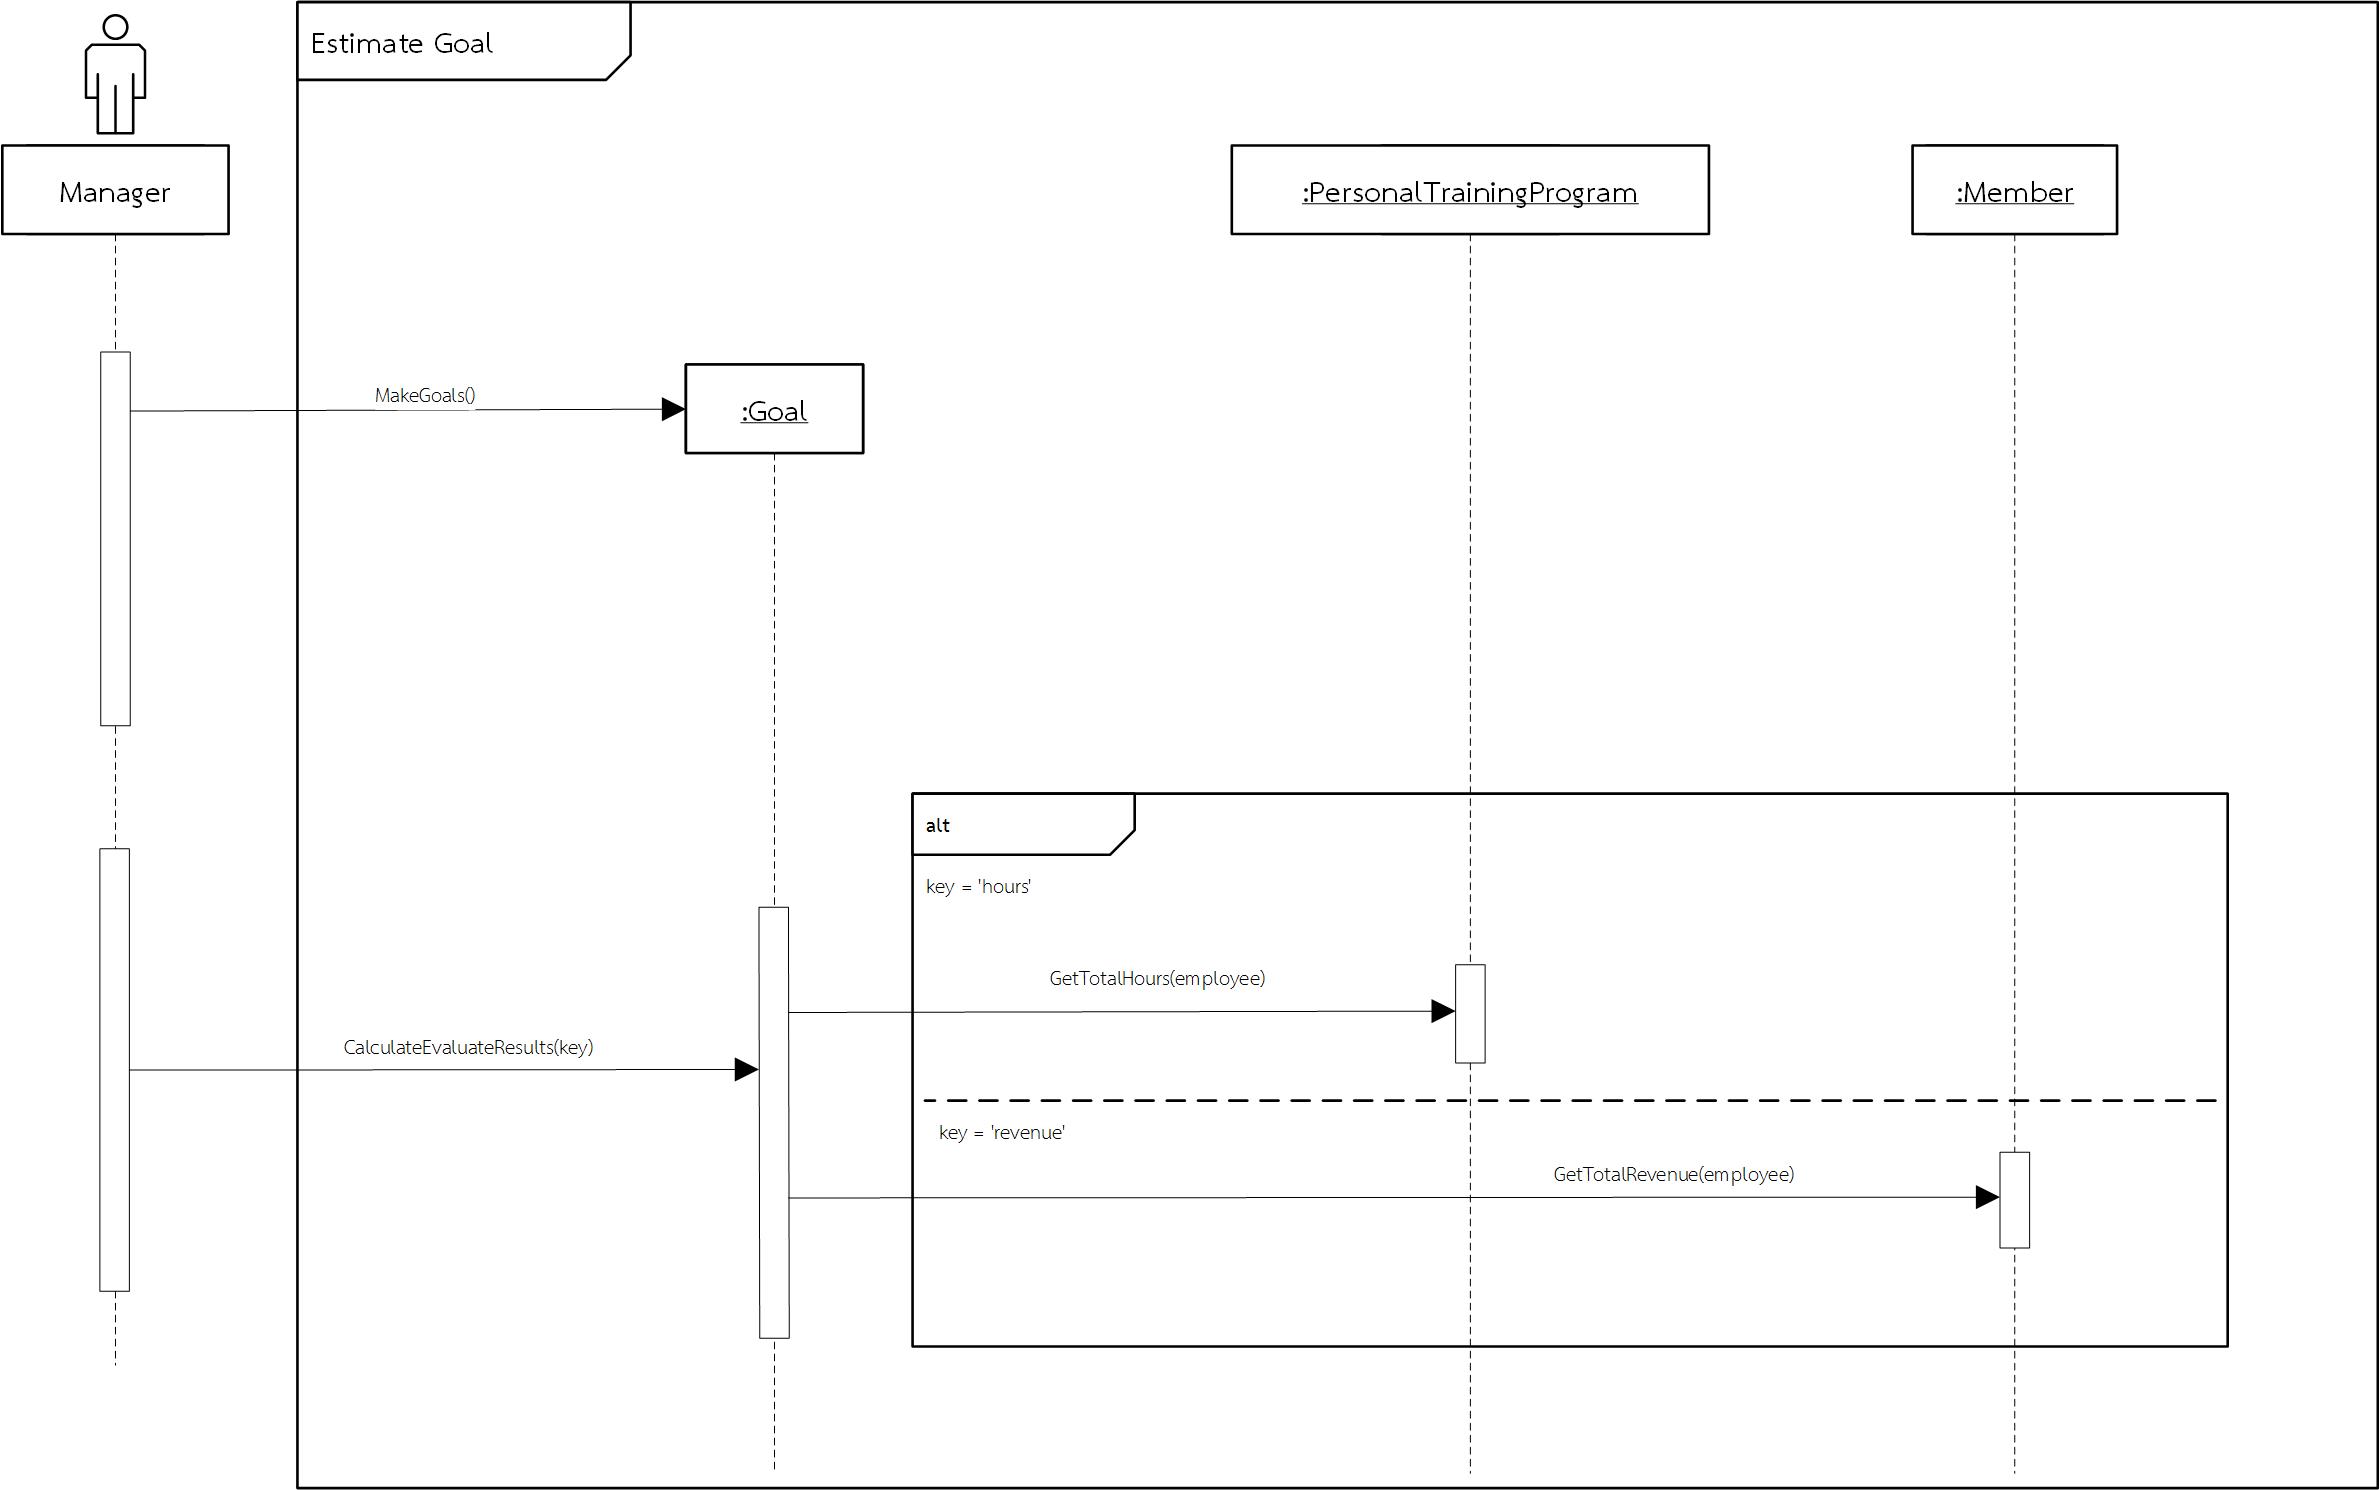 Estimate Goal
Manager
:PersonalTrainingProgram
:Member
MakeGoals()
:Goal
alt
key = 'hours'
GetTotalHours(employee)
CalculateEvaluateResults(key)
key = 'revenue'
GetTotalRevenue(employee)